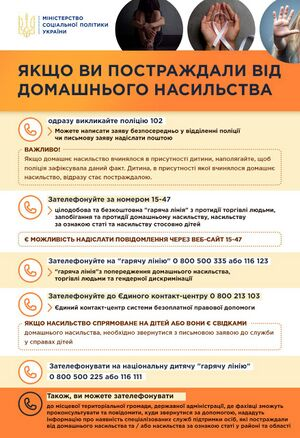 МІНІСТЕРСТВО
СОЦІАЛЬНОЇ ПОЛІТИКИ
УКРАЇНИ
ЯКЩО ВИ ПОСТРАЖДАЛИ ВІД
ДОМАШНЬОГО НАСИЛЬСТВА
одразу викликайте поліцію 102
Можете написати заяву безпосередньо у відділенні поліції
чи письмову заяву надіслати поштою
ВАЖЛИВО!
Якщо домашнє насильство вчинялося в присутності дитини, наполягайте, щоб
поліція зафіксувала даний факт. Дитина, в присутності якої вчинялося домашнє
насильство, відразу стає постраждалою.
Зателефонуйте за номером 15-47
цілодобова та безкоштовна "гаряча лінія" з протидії торгівлі людьми,
запобігання та протидії домашньому насильству, насильству
за ознакою статі та насильству стосовно дітей
Є МОЖЛИВІСТЬ НАДІСЛАТИ ПОВІДОМЛЕННЯ ЧЕРЕЗ ВЕБ-САЙТ 15-47
Зателефонуйте на "гарячу лінію" 0 800 500 335 або 116 123
"гаряча лінія" з попередження домашнього насильства,
торгівлі людьми та гендерної дискримінації
Зателефонуйте до Єдиного контакт-центру 0 800 213 103
Єдиний контакт-центр системи безоплатної правової допомоги
ЯКЩО НАСИЛЬСТВО СПРЯМОВАНЕ НА ДІТЕЙ АБО ВОНИ Є СВІДКАМИ
домашнього насильства, необхідно звернутися з письмовою заявою до служби
у справах дітей
Зателефонувати на національну дитячу "гарячу лінію"
0 800 500 225 або 116 111
Також, ви можете зателефонувати
до місцевої територіальної громади, державної адміністрації, де фахівці зможуть
проконсультувати та повідомити, куди звернутися за допомогою, нададуть
інформацію про наявність спеціалізованих служб підтримки осіб, які постраждали
від домашнього насильства та / або насильства за ознакою статі у районі та області